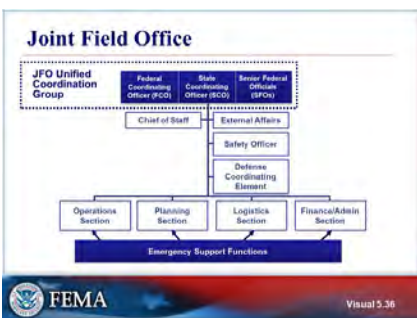 Joint Field Office
JFO Unified
Coordination
Group
Federal
Coordinating
Officer (FCO)
State
Coordinating
Officer (SCO)
Senior Federal
Officials
(SFOs)
Chief of Staff
External Affairs
Safety Officer
Defense
Coordinating
Element
Operations
Section
Planning
Section
Logistics
Section
Finance/Admin
Section
Emergency Support Functions
FEMA
Visual 5.36